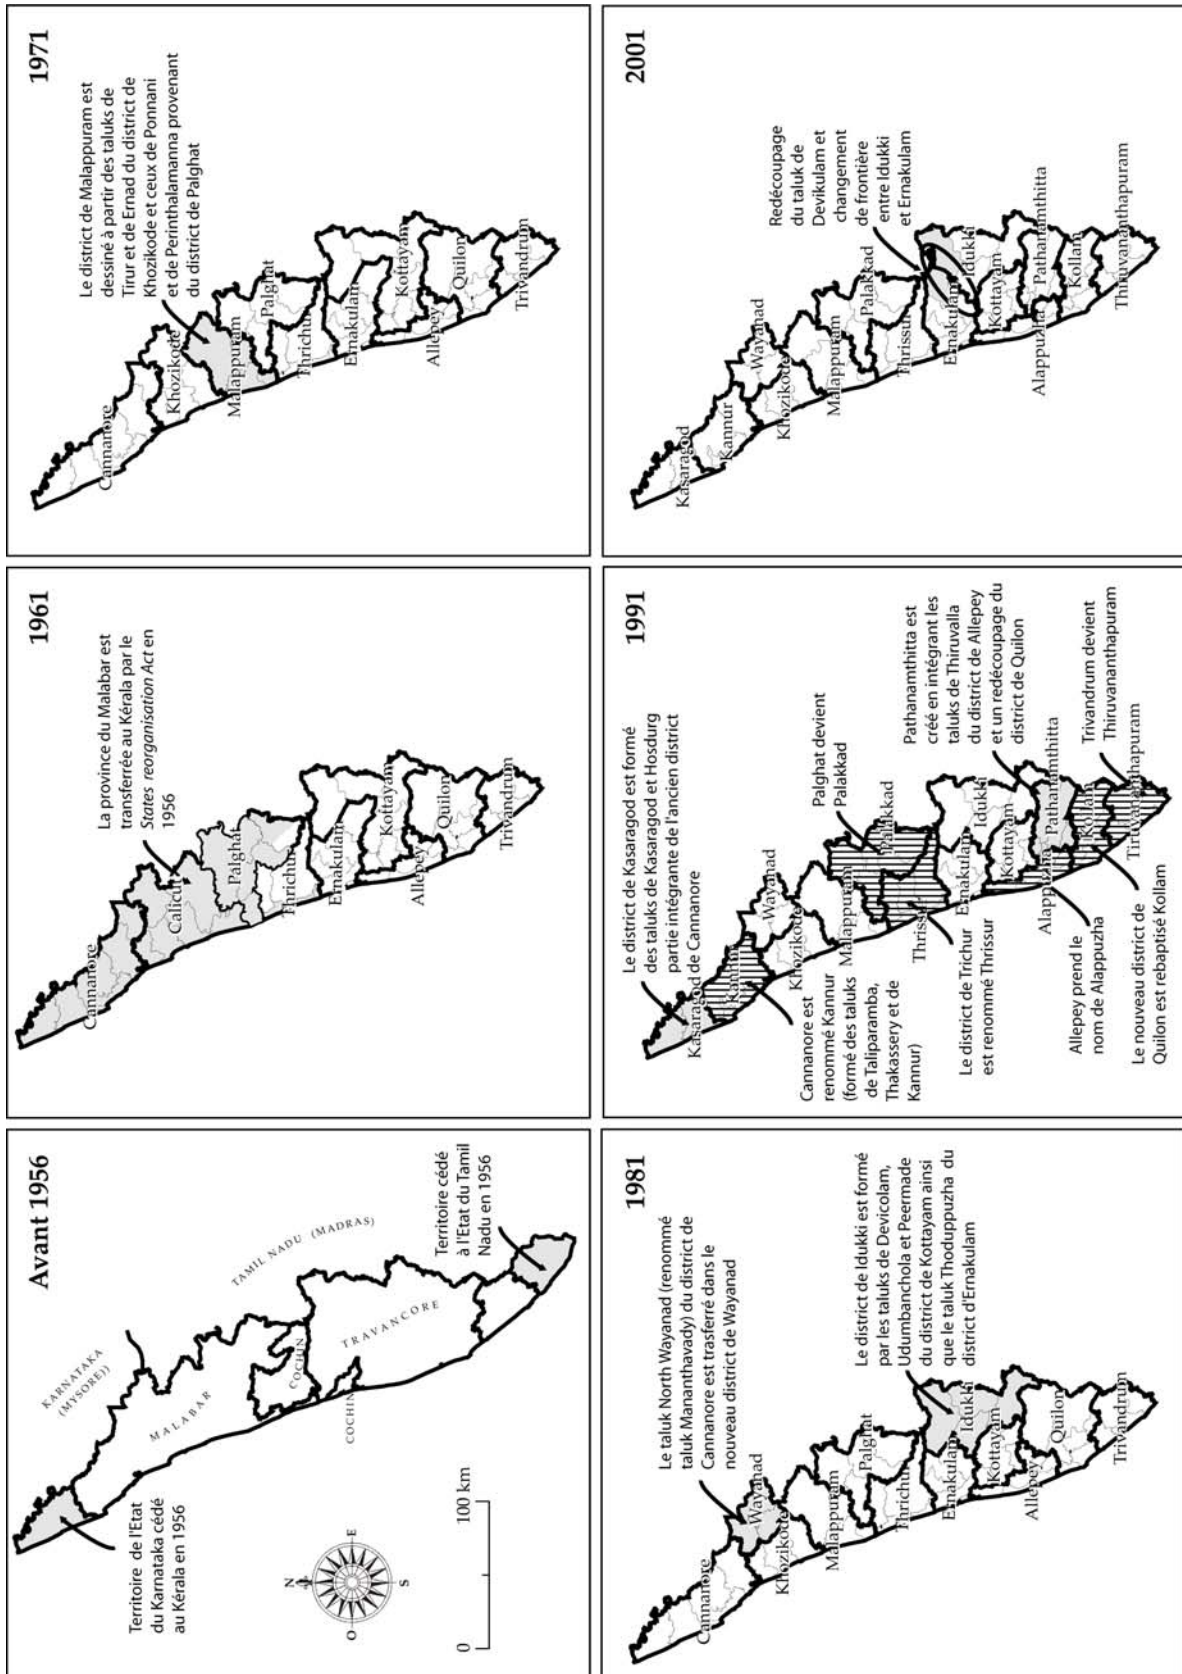 Avant 1956
KARNATAKA
(MYSORE))
MALABAR
TAMIL NADU (MADRAS)
COCHIN
COCHIN
TRAVANCORE
Territoire de l'Etat
du Karnataka cédé
au Kérala en 1956
Territoire cédé
à l'Etat du Tamil
Nadu en 1956
N
E
S
O
0
100 km
1961
La province du Malabar est
transférrée au Kérala par le
States reorganisation Act en
1956
Cannanore
Calicut
Palghat
Thrichur
Ernakulam
Kottayam
Allepey
Quilon
Trivandrum
1971
Le district de Malappuram est
dessiné à partir des taluks de
Tirur et de Ernad du district de
Khozikode et ceux de Ponnani
et de Perinthalamanna provenant
du district de Palghat
Cannanore
Khozikode
Malappuram
Palghat
Thrichur
Ernakulam
Kottayam
Allepey
Quilon
Trivandrum
1981
Le taluk North Wayanad (renommé
taluk Mananthavady) du district de
Cannanore est trasferré dans le
nouveau district de Wayanad
Le district de Idukki est formé
par les taluks de Devicolam,
Udumbanchola et Peermade
du district de Kottayam ainsi
que le taluk Thoduppuzha du
district d'Ernakulam
Cannanore
Wayanad
Khozikode
Malappuram
Palghat
Thrichur
Ernakulam
Idukki
Kottayam
Allepey
Quilon
Trivandrum
1991
Le district de Kasaragod est formé
des taluks de Kasaragod et Hosdurg
partie intégrante de l'ancien district
de Cannanore
Kasaragod
Kannur
Wayanad
Khozikode
Malappuram
Palakkad
Thrissur
Ernakulam
Idukki
Kottayam
Alappuzha
Pathanamthitta
Kollam
Tiruvananthapuram
Cannanore est
renommé Kannur
(formé des taluks
de Taliparamba,
Thakassery et de
Kannur)
Palghat devient
Palakkad
Le district de Trichur
est renommé Thrissur
Pathanamthitta est
créé en intégrant les
taluks de Thiruvalla
du district de Allepey
et un redécoupage du
district de Quilon
Allepey prend le
nom de Alappuzha
Trivandrum devient
Thiruvananthapuram
Le nouveau district de
Quilon est rebaptisé Kollam
2001
Redécoupage
du taluk de
Devikulam et
changement
de frontière
entre Idukki
et Ernakulam
Kasaragod
Kannur
Wayanad
Khozikode
Malappuram
Palakkad
Thrissur
Ernakulam
Idukki
Kottayam
Alappuzha
Pathanamthitta
Kollam
Thiruvananthapuram